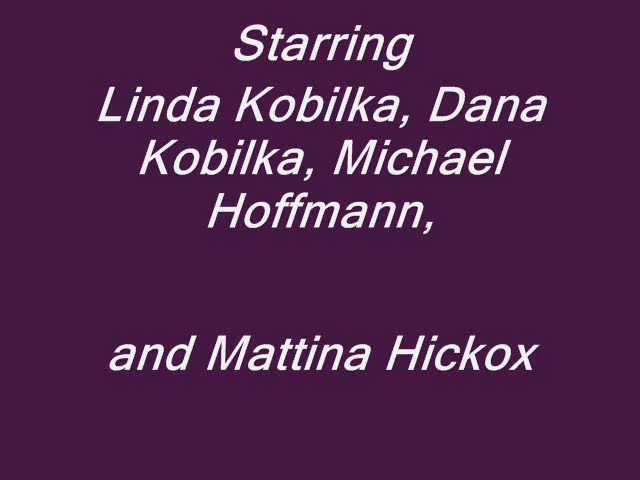 Starring
Linda Kobilka, Dana
Kobilka, Michael
Hoffmann,
and Mattina Hickox